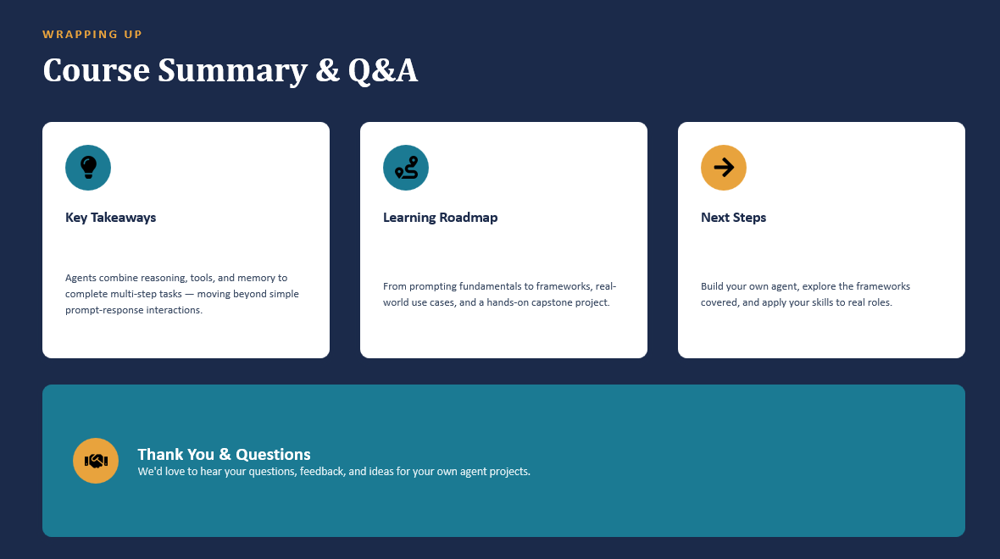 WRAPPING UP
Course Summary & Q&A
Key Takeaways
Agents combine reasoning, tools, and memory to
complete multi-step tasks — moving beyond simple
prompt-response interactions.
Learning Roadmap
From prompting fundamentals to frameworks, real-
world use cases, and a hands-on capstone project.
Next Steps
Build your own agent, explore the frameworks
covered, and apply your skills to real roles.
Thank You & Questions
We'd love to hear your questions, feedback, and ideas for your own agent projects.